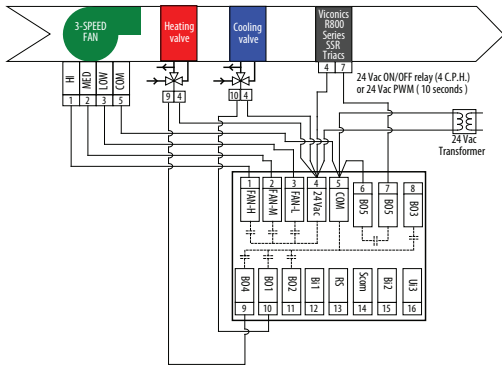 3-SPEED
FAN
Heating
valve
Cooling
valve
Viconics
R800
Series
SSR
Triacs
HI
MED
LOW
COM
1
2
3
5
9 4
10 4
4 7
24 Vac ON/OFF relay (4 C.P.H.)
or 24 Vac PWM ( 10 seconds )
24 Vac
Transformer
1
2
3
4
5
6
7
8
FAN-H
FAN-M
FAN-L
24 Vac
COM
BO5
BO5
BO3
BO4
BO1
BO2
Bi1
RS
Scom
Bi2
Ui3
9
10
11
12
13
14
15
16